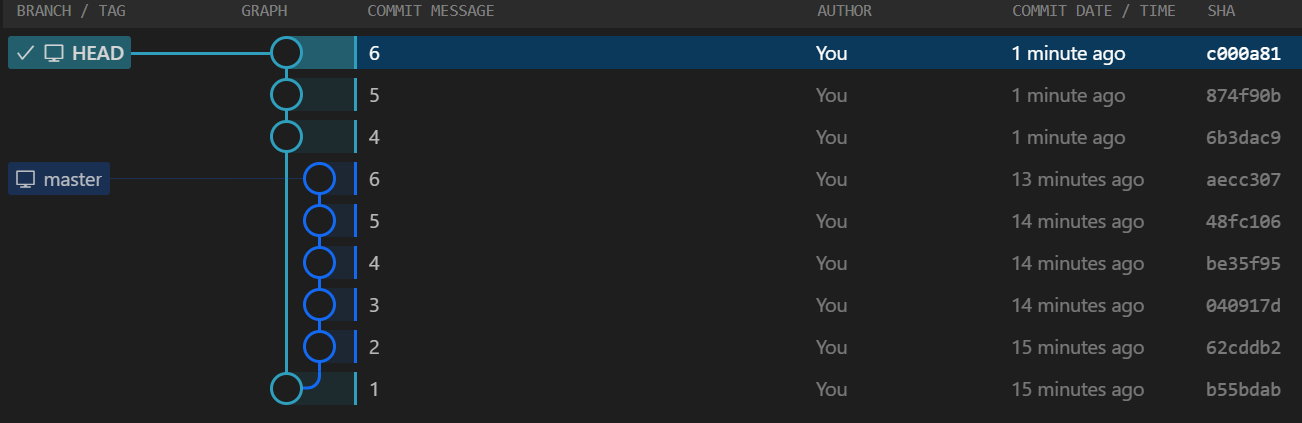 BRANCH / TAG GRAPH COMMIT MESSAGE AUTHOR COMMIT DATE / TIME SHA
HEAD 6 You 1 minute ago c000a81
5 You 1 minute ago 874f90b
4 You 1 minute ago 6b3dac9
master 6 You 13 minutes ago aecc307
5 You 14 minutes ago 48fc106
4 You 14 minutes ago be35f95
3 You 14 minutes ago 040917d
2 You 15 minutes ago 62cddb2
1 You 15 minutes ago b55bdab